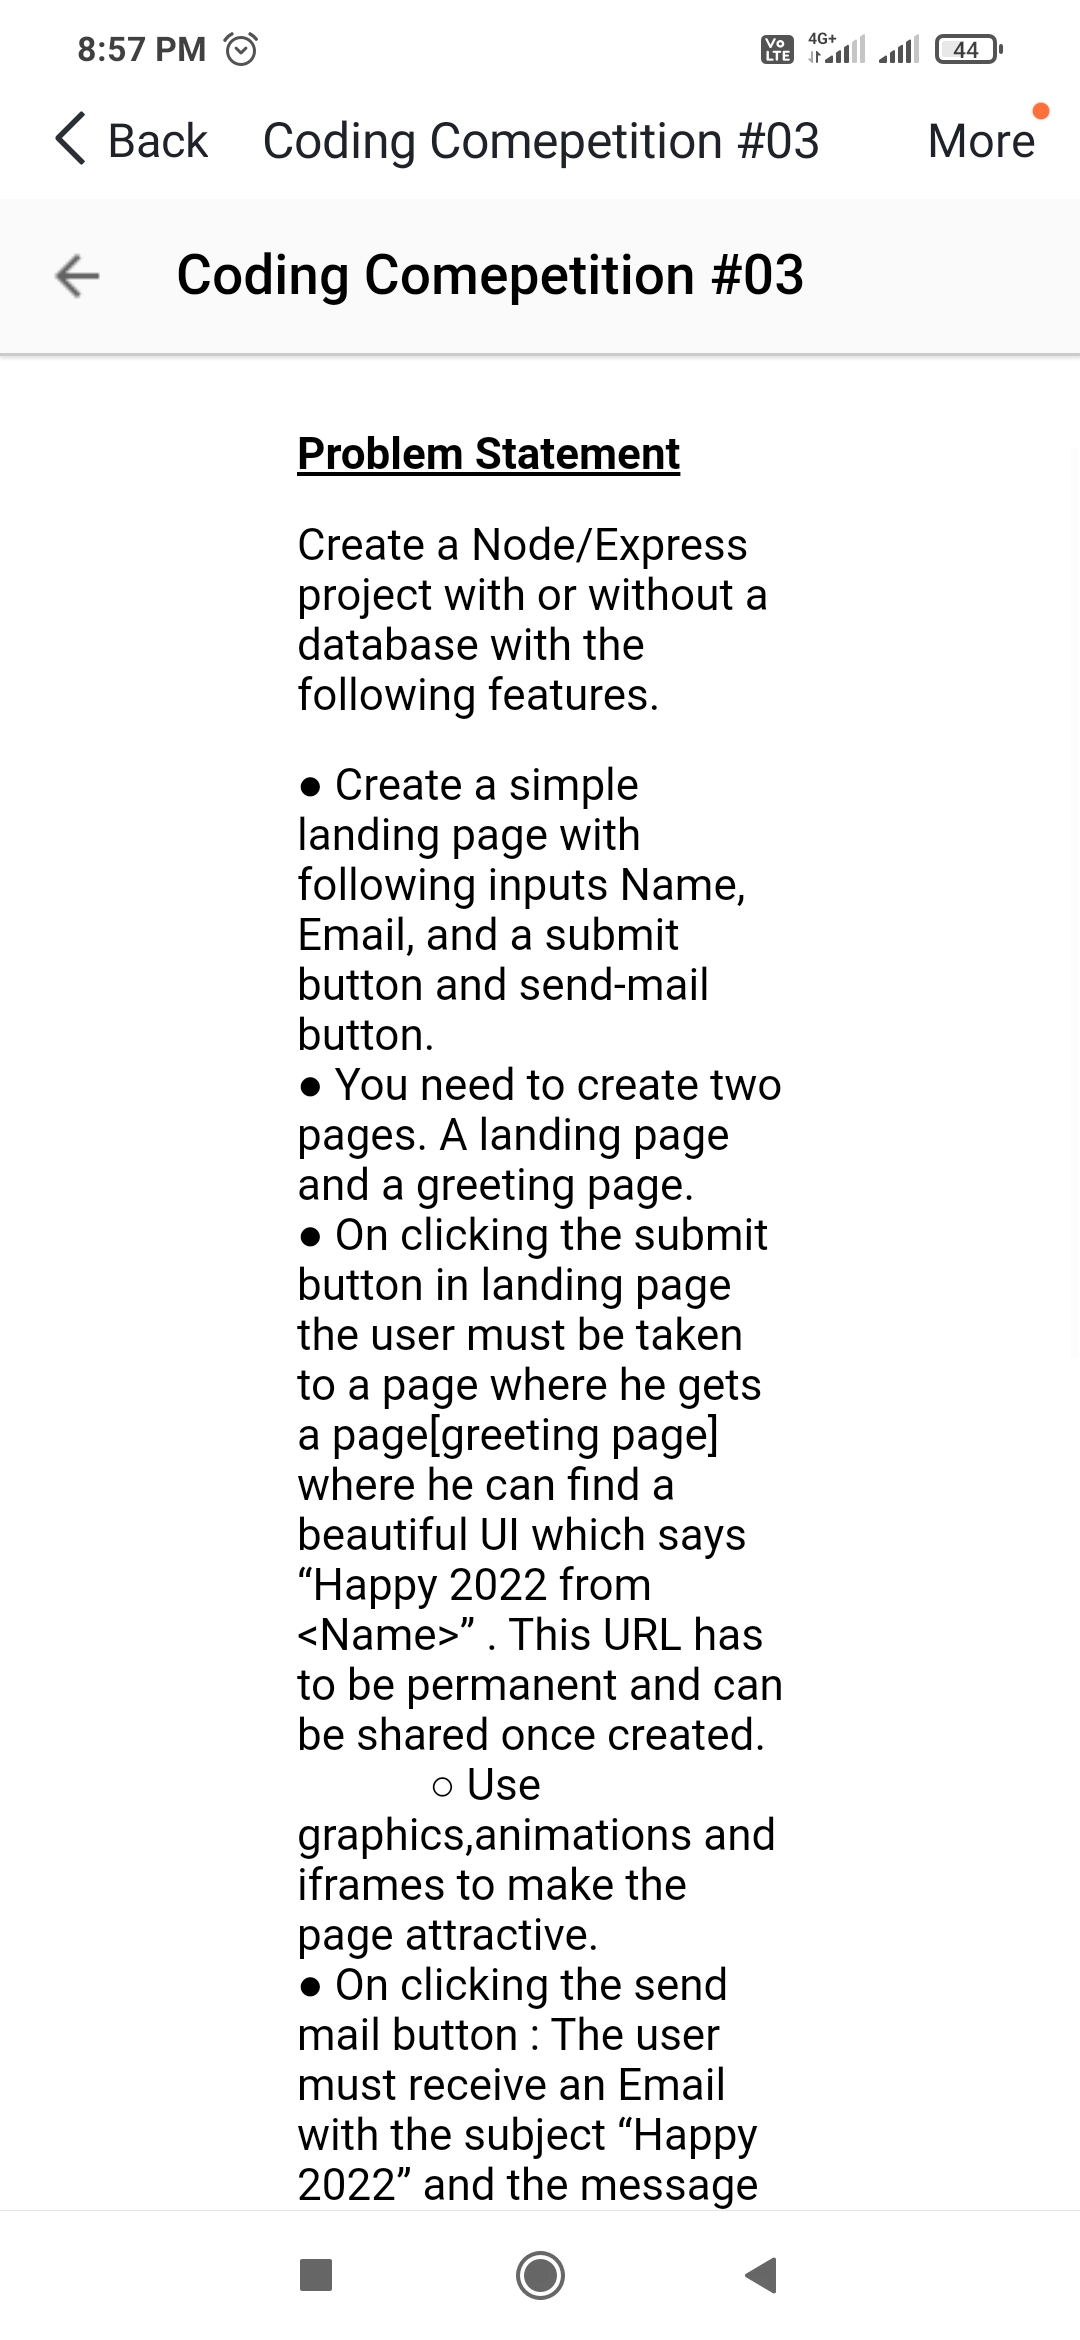 8:57 PM
Vo LTE 4G+ 44
Back Coding Comepetition #03 More
Coding Comepetition #03
Problem Statement
Create a Node/Express
project with or without a
database with the
following features.
● Create a simple
landing page with
following inputs Name,
Email, and a submit
button and send-mail
button.
● You need to create two
pages. A landing page
and a greeting page.
● On clicking the submit
button in landing page
the user must be taken
to a page where he gets
a page[greeting page]
where he can find a
beautiful UI which says
“Happy 2022 from
<Name>” . This URL has
to be permanent and can
be shared once created.
○ Use
graphics,animations and
iframes to make the
page attractive.
● On clicking the send
mail button : The user
must receive an Email
with the subject “Happy
2022” and the message